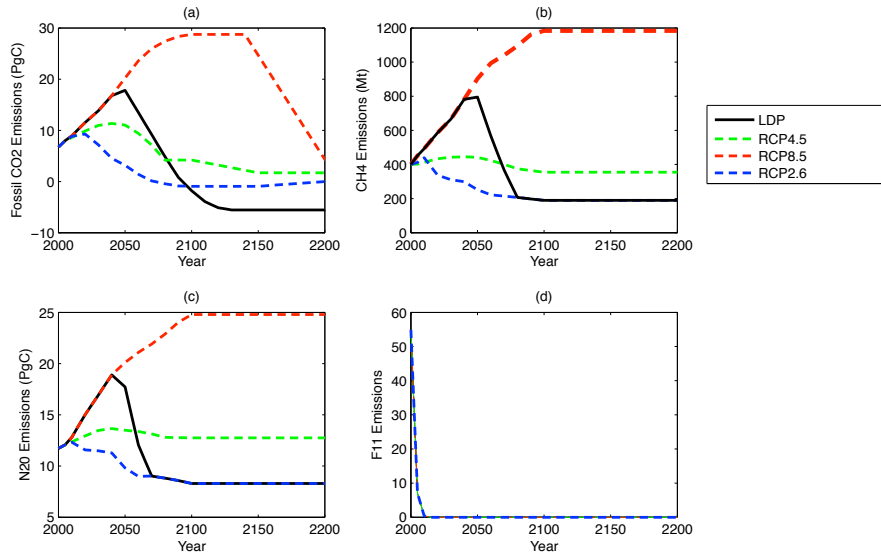 (a)
Fossil CO2 Emissions (PgC)
30
20
10
0
−10
2000 2050 2100 2150 2200
Year
(b)
CH4 Emissions (Mt)
1200
1000
800
600
400
200
0
2000 2050 2100 2150 2200
Year
LDP
RCP4.5
RCP8.5
RCP2.6
(c)
N20 Emissions (PgC)
25
20
15
10
5
2000 2050 2100 2150 2200
Year
(d)
F11 Emissions
60
50
40
30
20
10
0
2000 2050 2100 2150 2200
Year